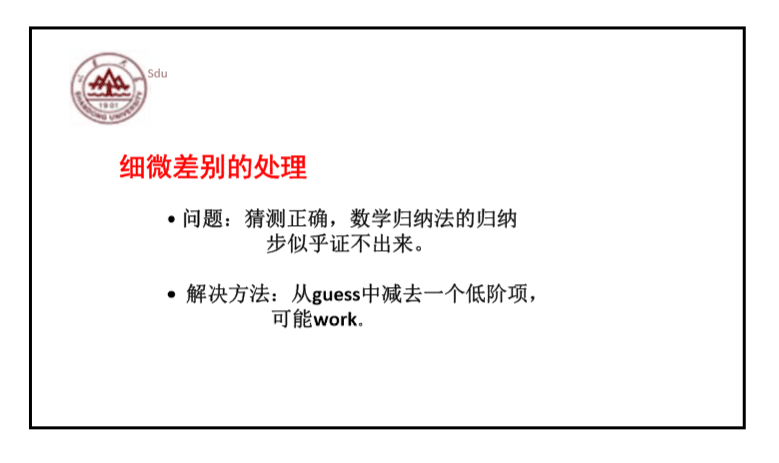 Sdu
SHANDONG UNIVERSITY
1901
细微差别的处理
• 问题：猜测正确，数学归纳法的归纳
步似乎证不出来。
• 解决方法：从guess中减去一个低阶项，
可能work.